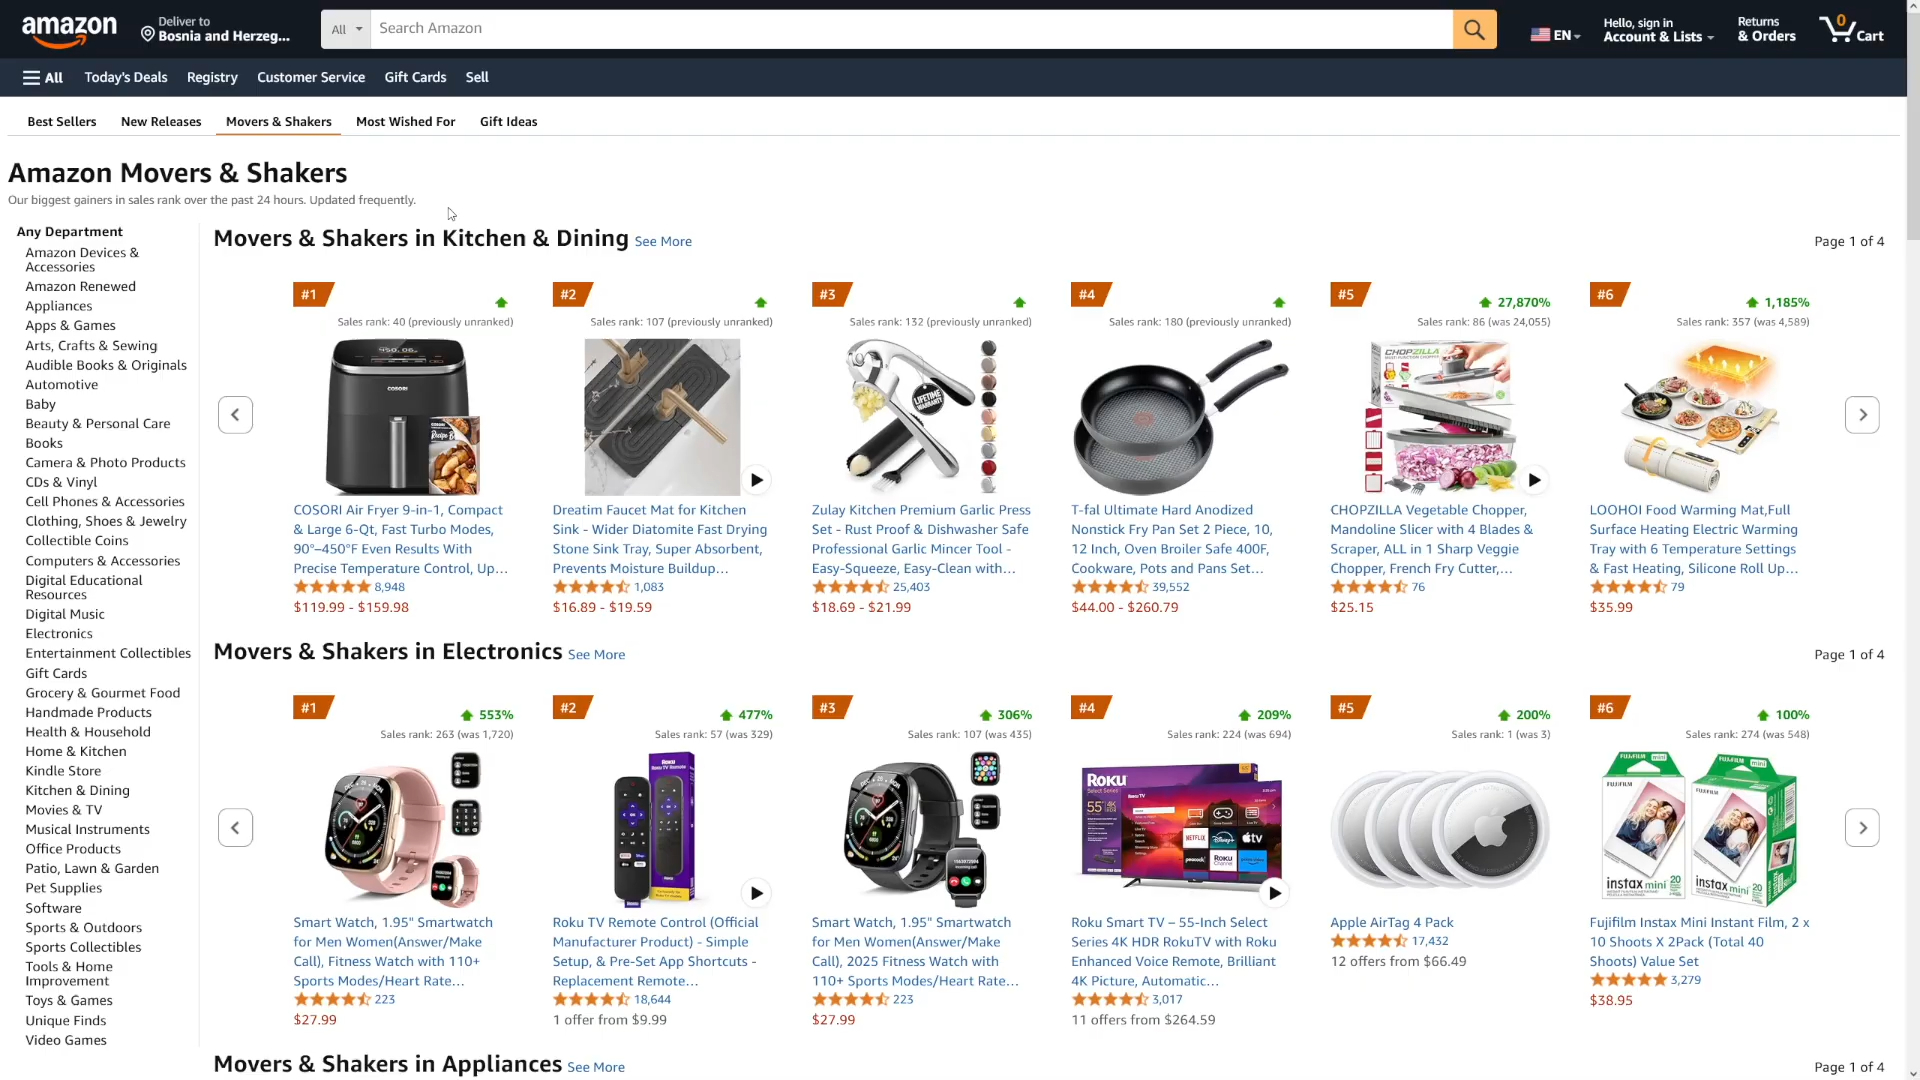 amazon
Deliver to
Bosnia and Herzeg...
All
Search Amazon
EN
Hello, sign in
Account & Lists
Returns
& Orders
0
Cart
All
Today's Deals
Registry
Customer Service
Gift Cards
Sell
Best Sellers
New Releases
Movers & Shakers
Most Wished For
Gift Ideas
Amazon Movers & Shakers
Our biggest gainers in sales rank over the past 24 hours. Updated frequently.
Any Department
Amazon Devices &
Accessories
Amazon Renewed
Appliances
Apps & Games
Arts, Crafts & Sewing
Audible Books & Originals
Automotive
Baby
Beauty & Personal Care
Books
Camera & Photo Products
CDs & Vinyl
Cell Phones & Accessories
Clothing, Shoes & Jewelry
Collectible Coins
Computers & Accessories
Digital Educational
Resources
Digital Music
Electronics
Entertainment Collectibles
Gift Cards
Grocery & Gourmet Food
Handmade Products
Health & Household
Home & Kitchen
Kindle Store
Kitchen & Dining
Movies & TV
Musical Instruments
Office Products
Patio, Lawn & Garden
Pet Supplies
Software
Sports & Outdoors
Sports Collectibles
Tools & Home
Improvement
Toys & Games
Unique Finds
Video Games
Movers & Shakers in Kitchen & Dining See More
Page 1 of 4
#1
Sales rank: 40 (previously unranked)
COSORI
COSORI Air Fryer 9-in-1, Compact
& Large 6-Qt, Fast Turbo Modes,
90°–450°F Even Results With
Precise Temperature Control, Up...
8,948
$119.99 - $159.98
#2
Sales rank: 107 (previously unranked)
Dreatim Faucet Mat for Kitchen
Sink - Wider Diatomite Fast Drying
Stone Sink Tray, Super Absorbent,
Prevents Moisture Buildup...
1,083
$16.89 - $19.59
#3
Sales rank: 132 (previously unranked)
LIFETIME
WARRANTY
Zulay Kitchen Premium Garlic Press
Set - Rust Proof & Dishwasher Safe
Professional Garlic Mincer Tool -
Easy-Squeeze, Easy-Clean with...
25,403
$18.69 - $21.99
#4
Sales rank: 180 (previously unranked)
T-fal Ultimate Hard Anodized
Nonstick Fry Pan Set 2 Piece, 10,
12 Inch, Oven Broiler Safe 400F,
Cookware, Pots and Pans Set...
39,552
$44.00 - $260.79
#5
27,870%
Sales rank: 86 (was 24,055)
CHOPZILLA
CHOPZILLA Vegetable Chopper,
Mandoline Slicer with 4 Blades &
Scraper, ALL in 1 Sharp Veggie
Chopper, French Fry Cutter,...
76
$25.15
#6
1,185%
Sales rank: 357 (was 4,589)
LOOHOI Food Warming Mat,Full
Surface Heating Electric Warming
Tray with 6 Temperature Settings
& Fast Heating, Silicone Roll Up...
79
$35.99
Movers & Shakers in Electronics See More
Page 1 of 4
#1
553%
Sales rank: 263 (was 1,720)
Smart Watch, 1.95" Smartwatch
for Men Women(Answer/Make
Call), Fitness Watch with 110+
Sports Modes/Heart Rate...
223
$27.99
#2
477%
Sales rank: 57 (was 329)
Roku TV Remote Control (Official
Manufacturer Product) - Simple
Setup, & Pre-Set App Shortcuts -
Replacement Remote...
18,644
1 offer from $9.99
#3
306%
Sales rank: 107 (was 435)
Smart Watch, 1.95" Smartwatch
for Men Women(Answer/Make
Call), 2025 Fitness Watch with
110+ Sports Modes/Heart Rate...
223
$27.99
#4
209%
Sales rank: 224 (was 694)
Roku
Select Series
55" 4K
Roku TV
NETFLIX
Disney+
tv
peacock
Roku
Channel
Roku Smart TV – 55-Inch Select
Series 4K HDR RokuTV with Roku
Enhanced Voice Remote, Brilliant
4K Picture, Automatic...
3,017
11 offers from $264.59
#5
200%
Sales rank: 1 (was 3)
Apple AirTag 4 Pack
17,432
12 offers from $66.49
#6
100%
Sales rank: 274 (was 548)
FUJIFILM
mini
instax mini 20
FUJIFILM
mini
instax mini 20
Fujifilm Instax Mini Instant Film, 2 x
10 Shoots X 2Pack (Total 40
Shoots) Value Set
3,279
$38.95
Movers & Shakers in Appliances See More
Page 1 of 4